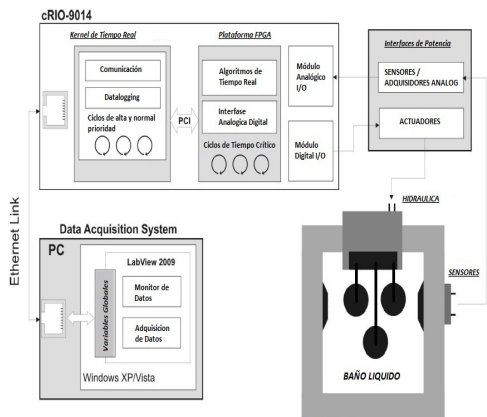 cRIO-9014
Kernel de Tiempo Real
Comunicación
Datalogging
Ciclos de alta y normal
prioridad
PCI
Plataforma FPGA
Algoritmos de
Tiempo Real
Interfase
Analogica Digital
Ciclos de Tiempo Crítico
Módulo
Analógico
I/O
Módulo
Digital I/O
Interfaces de Potencia
SENSORES /
ADQUISIDORES ANALOG
ACTUADORES
HIDRAULICA
SENSORES
BAÑO LIQUIDO
Ethernet Link
Data Acquisition System
PC
LabView 2009
Variables Globales
Monitor de
Datos
Adquisicion
de Datos
Windows XP/Vista